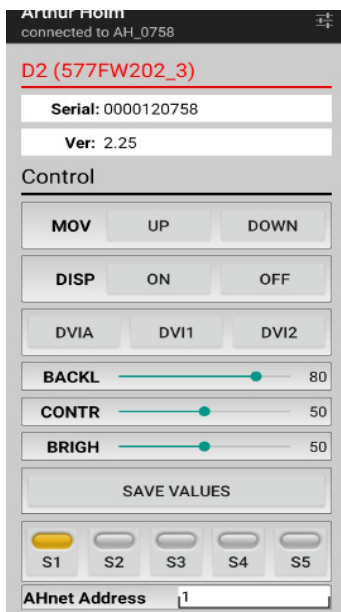 Arthur Holm
connected to AH_0758
D2 (577FW202_3)
Serial: 0000120758
Ver: 2.25
Control
MOV UP DOWN
DISP ON OFF
DVIA DVI1 DVI2
BACKL 80
CONTR 50
BRIGH 50
SAVE VALUES
S1 S2 S3 S4 S5
AHnet Address 1